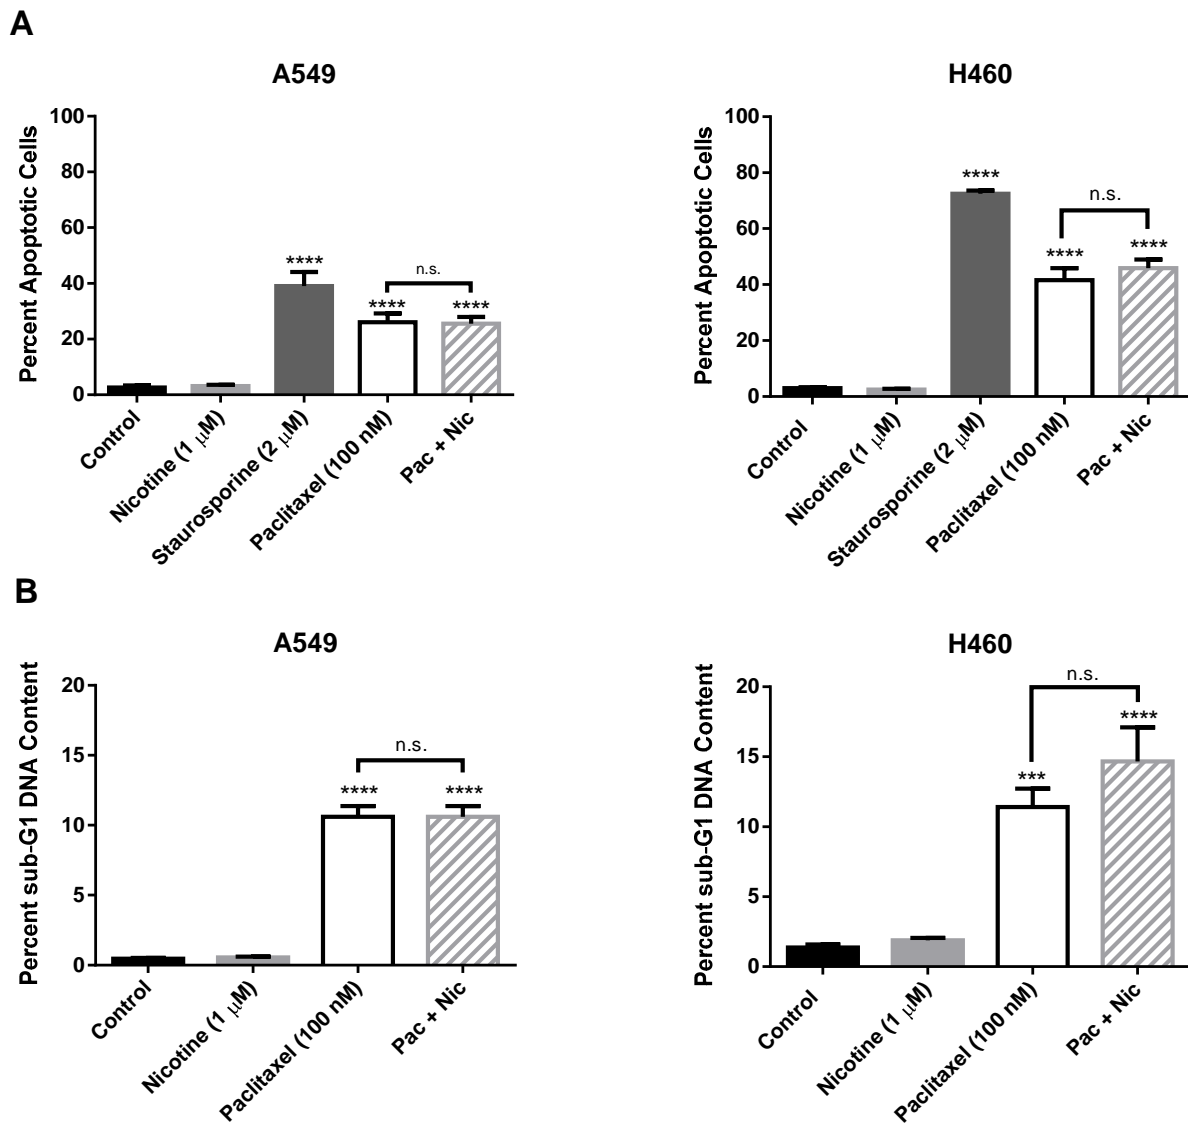 A
A549
Percent Apoptotic Cells
100
80
60
40
20
0
****
****
n.s.
****
Control
Nicotine (1 μM)
Staurosporine (2 μM)
Paclitaxel (100 nM)
Pac + Nic
H460
Percent Apoptotic Cells
100
80
60
40
20
0
****
****
n.s.
****
Control
Nicotine (1 μM)
Staurosporine (2 μM)
Paclitaxel (100 nM)
Pac + Nic
B
A549
Percent sub-G1 DNA Content
20
15
10
5
0
n.s.
****
****
Control
Nicotine (1 μM)
Paclitaxel (100 nM)
Pac + Nic
H460
Percent sub-G1 DNA Content
20
15
10
5
0
n.s.
***
****
Control
Nicotine (1 μM)
Paclitaxel (100 nM)
Pac + Nic